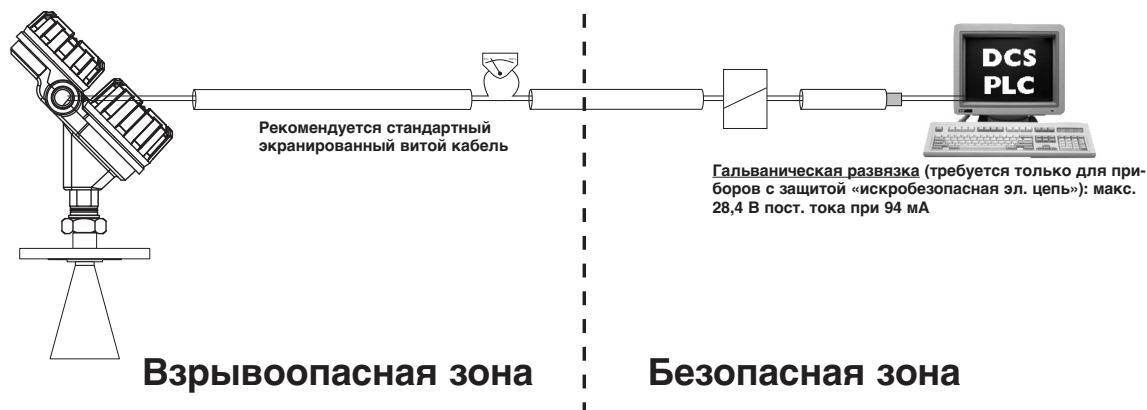 DCS
PLC
Рекомендуется стандартный
экранированный витой кабель
Гальваническая развязка (требуется только для при-
боров с защитой «искробезопасная эл. цепь»): макс.
28,4 В пост. тока при 94 мА
Взрывоопасная зона
Безопасная зона